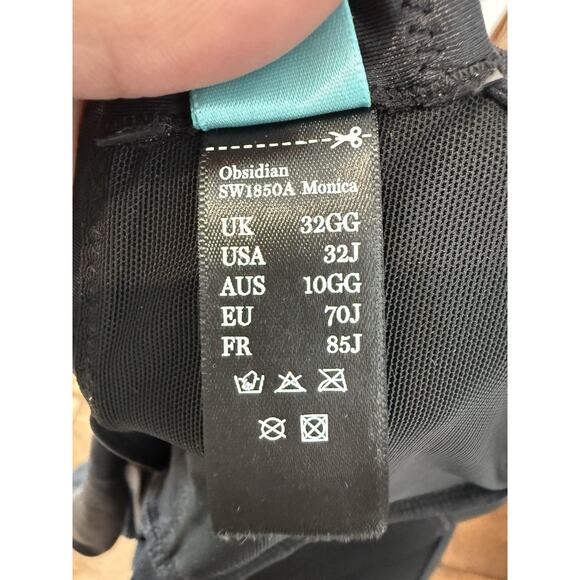 Obsidian
SW1850A Monica
UK 32GG
USA 32J
AUS 10GG
EU 70J
FR 85J